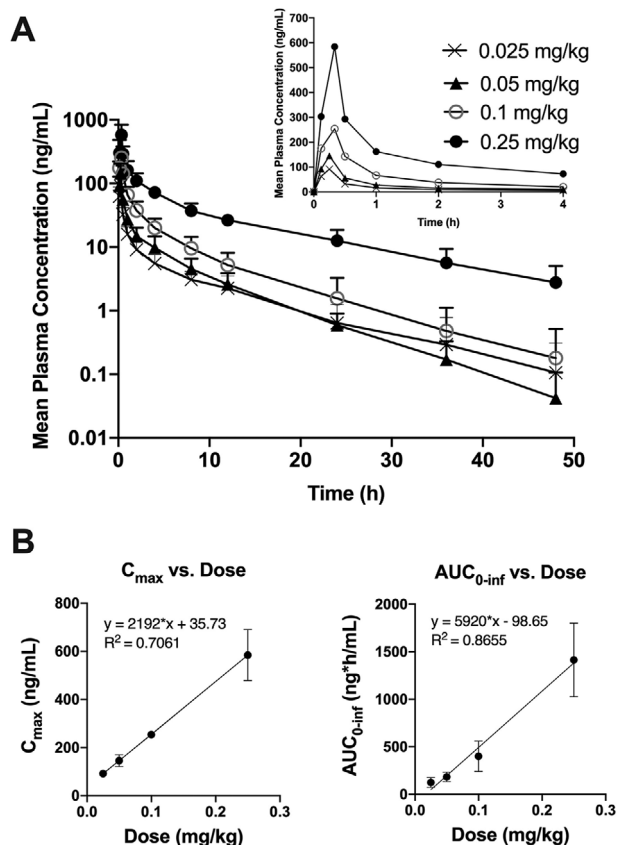 A
Mean Plasma Concentration (ng/mL)
1000
100
10
1
0.1
0.01
0
10
20
30
40
50
Time (h)
Mean Plasma Concentration (ng/mL)
700
600
500
400
300
200
100
0
0
1
2
3
4
Time (h)
0.025 mg/kg
0.05 mg/kg
0.1 mg/kg
0.25 mg/kg
B
Cmax vs. Dose
y = 2192*x + 35.73
R² = 0.7061
Cmax (ng/mL)
800
600
400
200
0
0.0
0.1
0.2
0.3
Dose (mg/kg)
AUC0-inf vs. Dose
y = 5920*x - 98.65
R² = 0.8655
AUC0-inf (ng*h/mL)
2000
1500
1000
500
0
0.0
0.1
0.2
0.3
Dose (mg/kg)